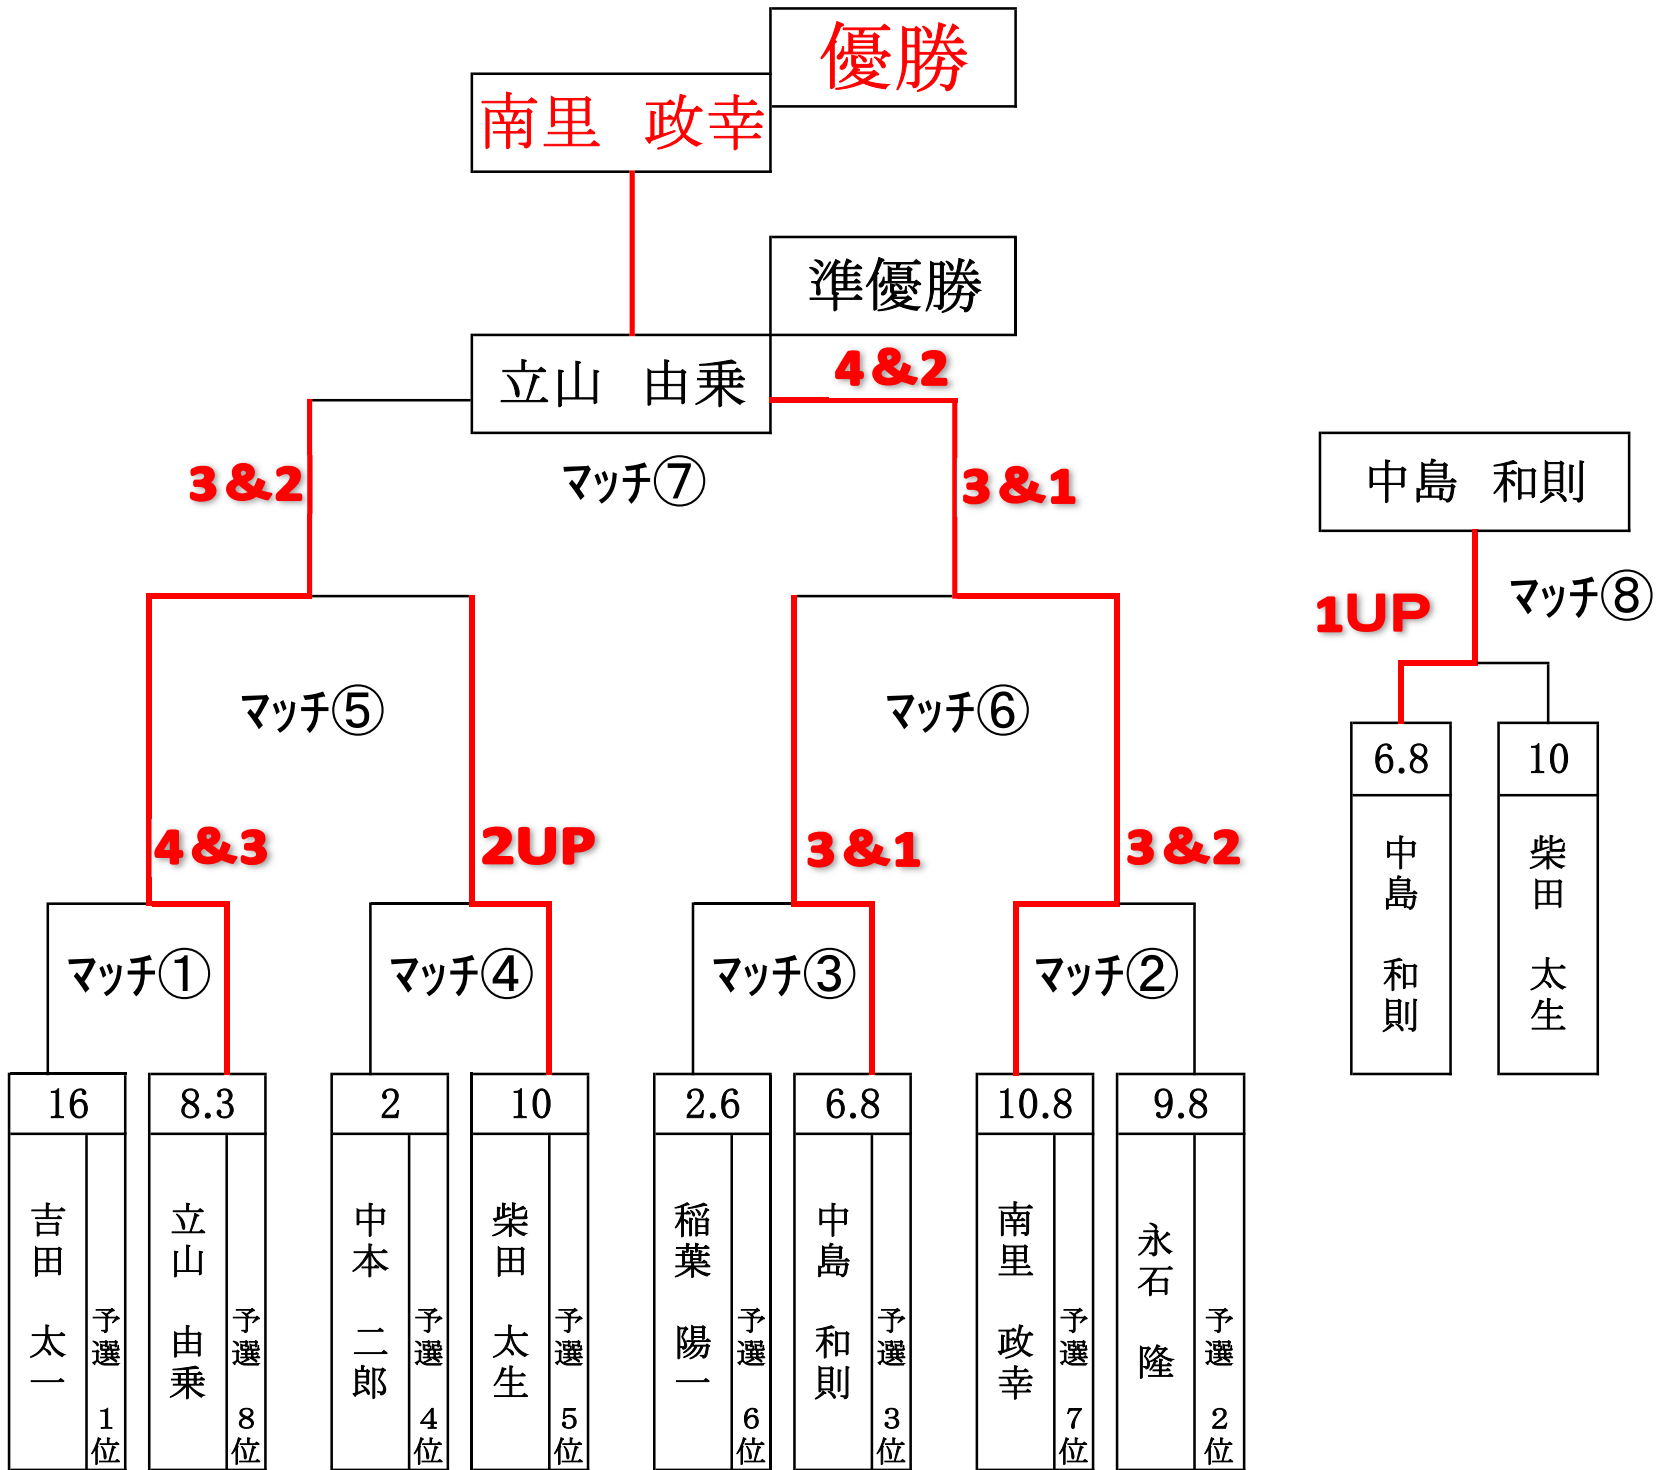 優勝
南里　政幸
準優勝
立山　由乗
4&2
3&2
マッチ⑦
3&1
中島　和則
1UP
マッチ⑧
マッチ⑤
マッチ⑥
6.8
10
中島　和則
柴田　太生
4&3
2UP
3&1
3&2
マッチ①
マッチ④
マッチ③
マッチ②
16
8.3
2
10
2.6
6.8
10.8
9.8
吉田　太一
予選　1位
立山　由乗
予選　8位
中本　二郎
予選　4位
柴田　太生
予選　5位
稲葉　陽一
予選　6位
中島　和則
予選　3位
南里　政幸
予選　7位
永石　隆
予選　2位